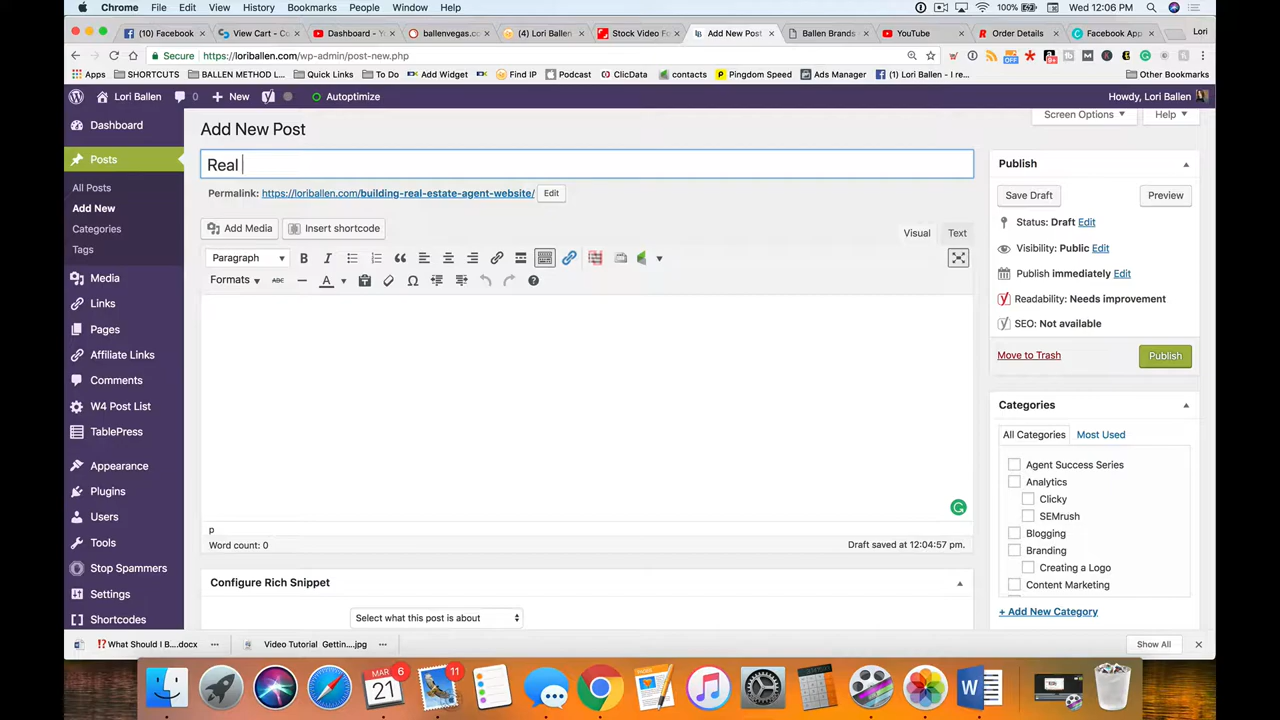 Chrome File Edit View History Bookmarks People Window Help 100% Wed 12:06 PM
(10) Facebook View Cart - Co Dashboard - Y ballenvegas.c (4) Lori Ballen Stock Video Fo Add New Post Ballen Brands YouTube Order Details Facebook App Lori
Secure https://loriballen.com/wp-admin/post-new.php
Apps SHORTCUTS BALLEN METHOD L Quick Links To Do Add Widget Find IP Podcast ClicData contacts Pingdom Speed Ads Manager (1) Lori Ballen - I re... Other Bookmarks
Lori Ballen 0 New Autoptimize Howdy, Lori Ballen
Screen Options Help
Dashboard
Posts
All Posts
Add New
Categories
Tags
Media
Links
Pages
Affiliate Links
Comments
W4 Post List
TablePress
Appearance
Plugins
Users
Tools
Stop Spammers
Settings
Shortcodes
Add New Post
Real
Permalink: https://loriballen.com/building-real-estate-agent-website/ Edit
Add Media Insert shortcode
Visual Text
Paragraph B I
Formats ABC A Ω
p
Word count: 0 Draft saved at 12:04:57 pm.
Configure Rich Snippet
Select what this post is about
Publish
Save Draft Preview
Status: Draft Edit
Visibility: Public Edit
Publish immediately Edit
Readability: Needs improvement
SEO: Not available
Move to Trash Publish
Categories
All Categories Most Used
Agent Success Series
Analytics
Clicky
SEMrush
Blogging
Branding
Creating a Logo
Content Marketing
+ Add New Category
What Should I B....docx Video Tutorial Gettin....jpg Show All
MAR 6 11
21
W